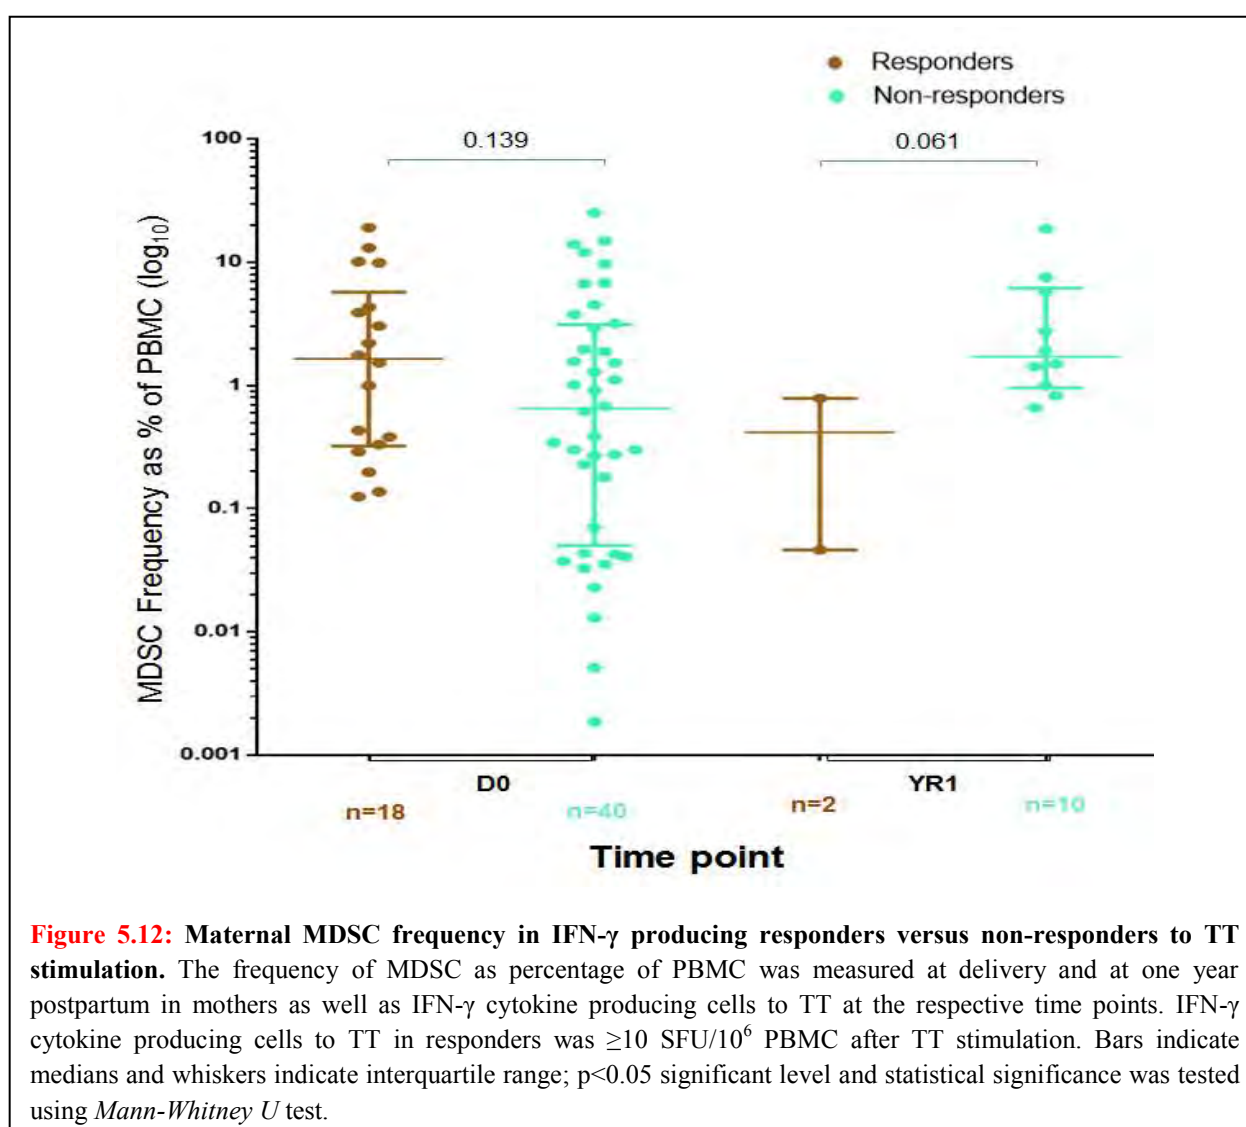 Responders
Non-responders
0.139
0.061
100
10
1
0.1
0.01
0.001
MDSC Frequency as % of PBMC (log₁₀)
D0
YR1
n=18
n=40
n=2
n=10
Time point
Figure 5.12: Maternal MDSC frequency in IFN-γ producing responders versus non-responders to TT
stimulation. The frequency of MDSC as percentage of PBMC was measured at delivery and at one year
postpartum in mothers as well as IFN-γ cytokine producing cells to TT at the respective time points. IFN-γ
cytokine producing cells to TT in responders was ≥10 SFU/10⁶ PBMC after TT stimulation. Bars indicate
medians and whiskers indicate interquartile range; p<0.05 significant level and statistical significance was tested
using Mann-Whitney U test.